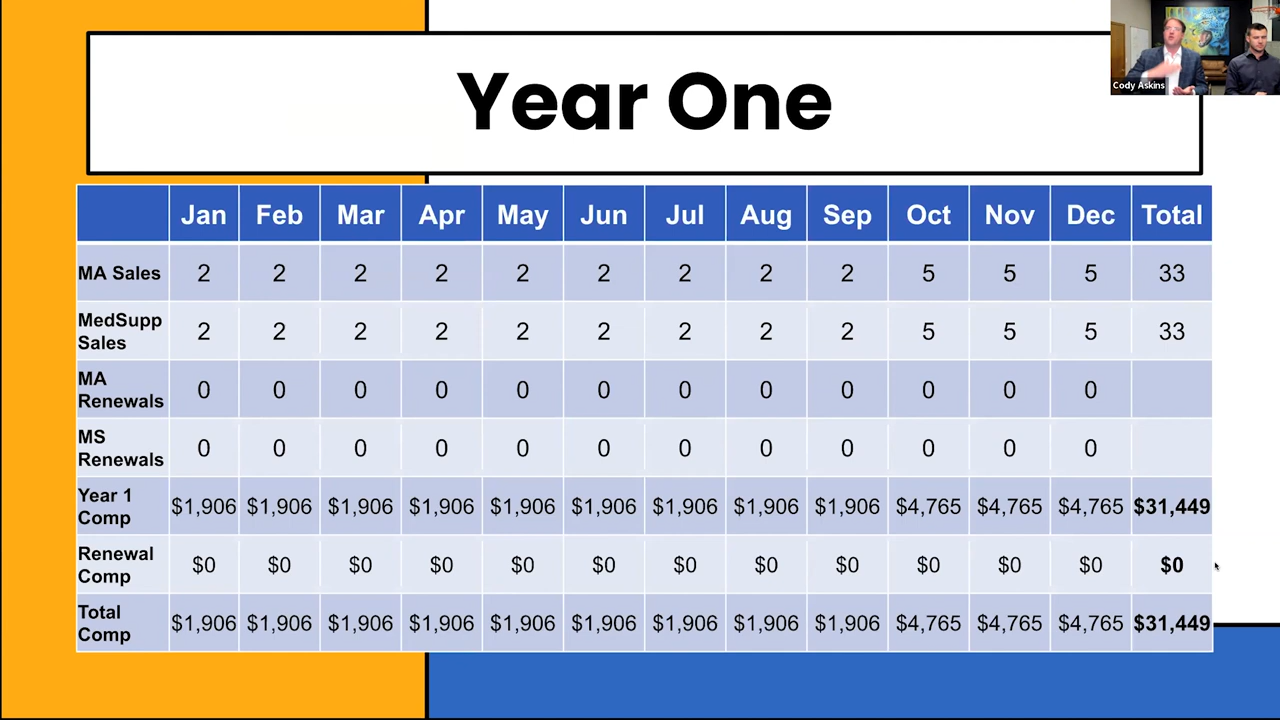 Cody Askins
Year One
Jan Feb Mar Apr May Jun Jul Aug Sep Oct Nov Dec Total
MA Sales 2 2 2 2 2 2 2 2 2 5 5 5 33
MedSupp
Sales 2 2 2 2 2 2 2 2 2 5 5 5 33
MA
Renewals 0 0 0 0 0 0 0 0 0 0 0 0
MS
Renewals 0 0 0 0 0 0 0 0 0 0 0 0
Year 1
Comp $1,906 $1,906 $1,906 $1,906 $1,906 $1,906 $1,906 $1,906 $1,906 $4,765 $4,765 $4,765 $31,449
Renewal
Comp $0 $0 $0 $0 $0 $0 $0 $0 $0 $0 $0 $0 $0
Total
Comp $1,906 $1,906 $1,906 $1,906 $1,906 $1,906 $1,906 $1,906 $1,906 $4,765 $4,765 $4,765 $31,449